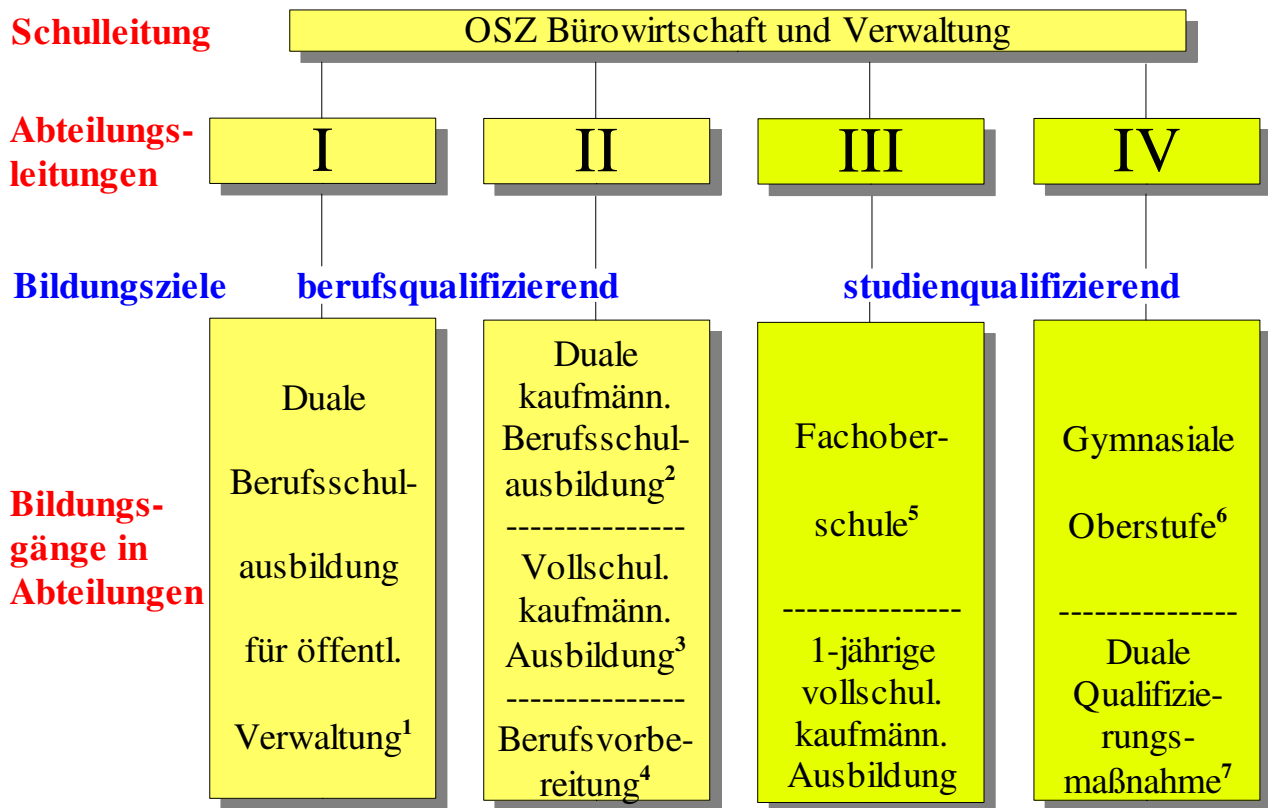 Schulleitung
OSZ Bürowirtschaft und Verwaltung
Abteilungs-
leitungen
I
II
III
IV
Bildungsziele
berufsqualifizierend
studienqualifizierend
Bildungs-
gänge in
Abteilungen
Duale
Berufsschul-
ausbildung
für öffentl.
Verwaltung¹
Duale
kaufmänn.
Berufsschul-
ausbildung²
---------------
Vollschul.
kaufmänn.
Ausbildung³
---------------
Berufsvorbe-
reitung⁴
Fachober-
schule⁵
---------------
1-jährige
vollschul.
kaufmänn.
Ausbildung
Gymnasiale
Oberstufe⁶
---------------
Duale
Qualifizie-
rungs-
maßnahme⁷